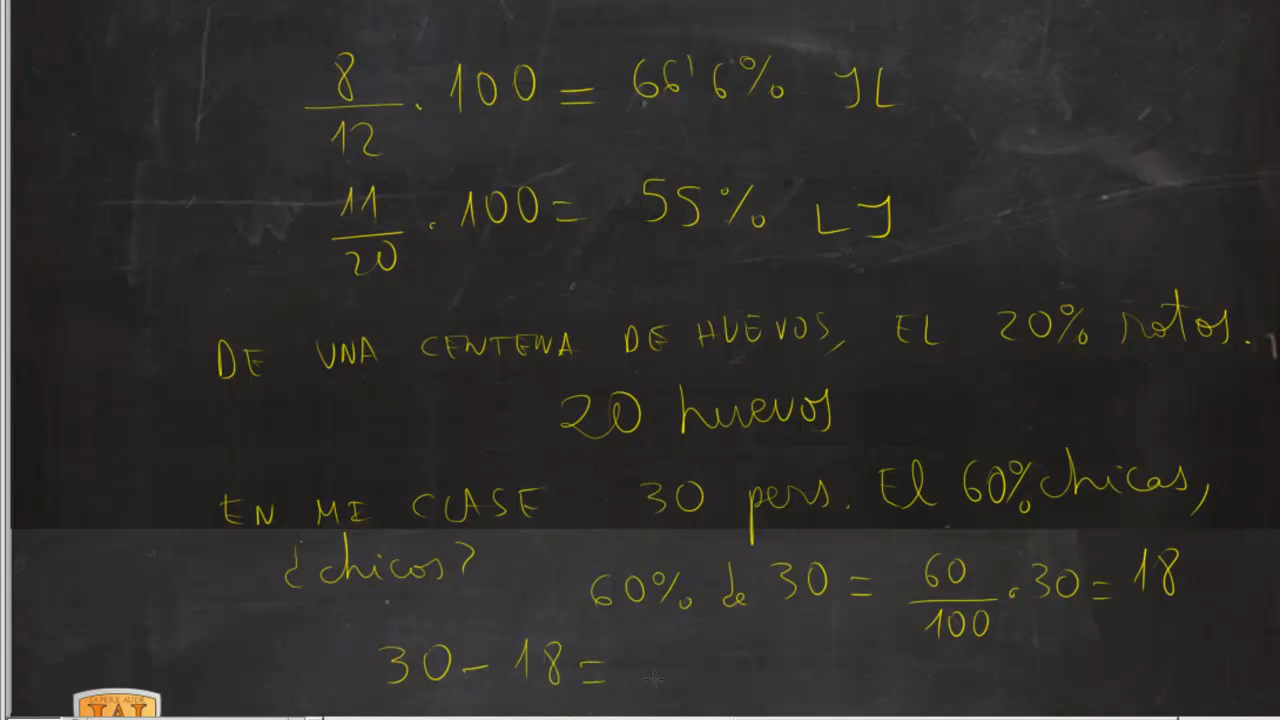 8/12 · 100 = 66'6% JL
11/20 · 100 = 55% LJ
DE UNA CENTENA DE HUEVOS, EL 20% rotos.
20 huevos
EN MI CLASE 30 pers. El 60% chicas,
¿chicos?
60% de 30 = 60/100 · 30 = 18
30 - 18 =
SAPERE AUDE